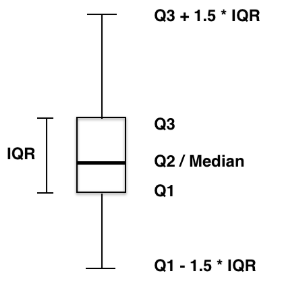 Q3 + 1.5 * IQR
Q3
IQR
Q2 / Median
Q1
Q1 - 1.5 * IQR